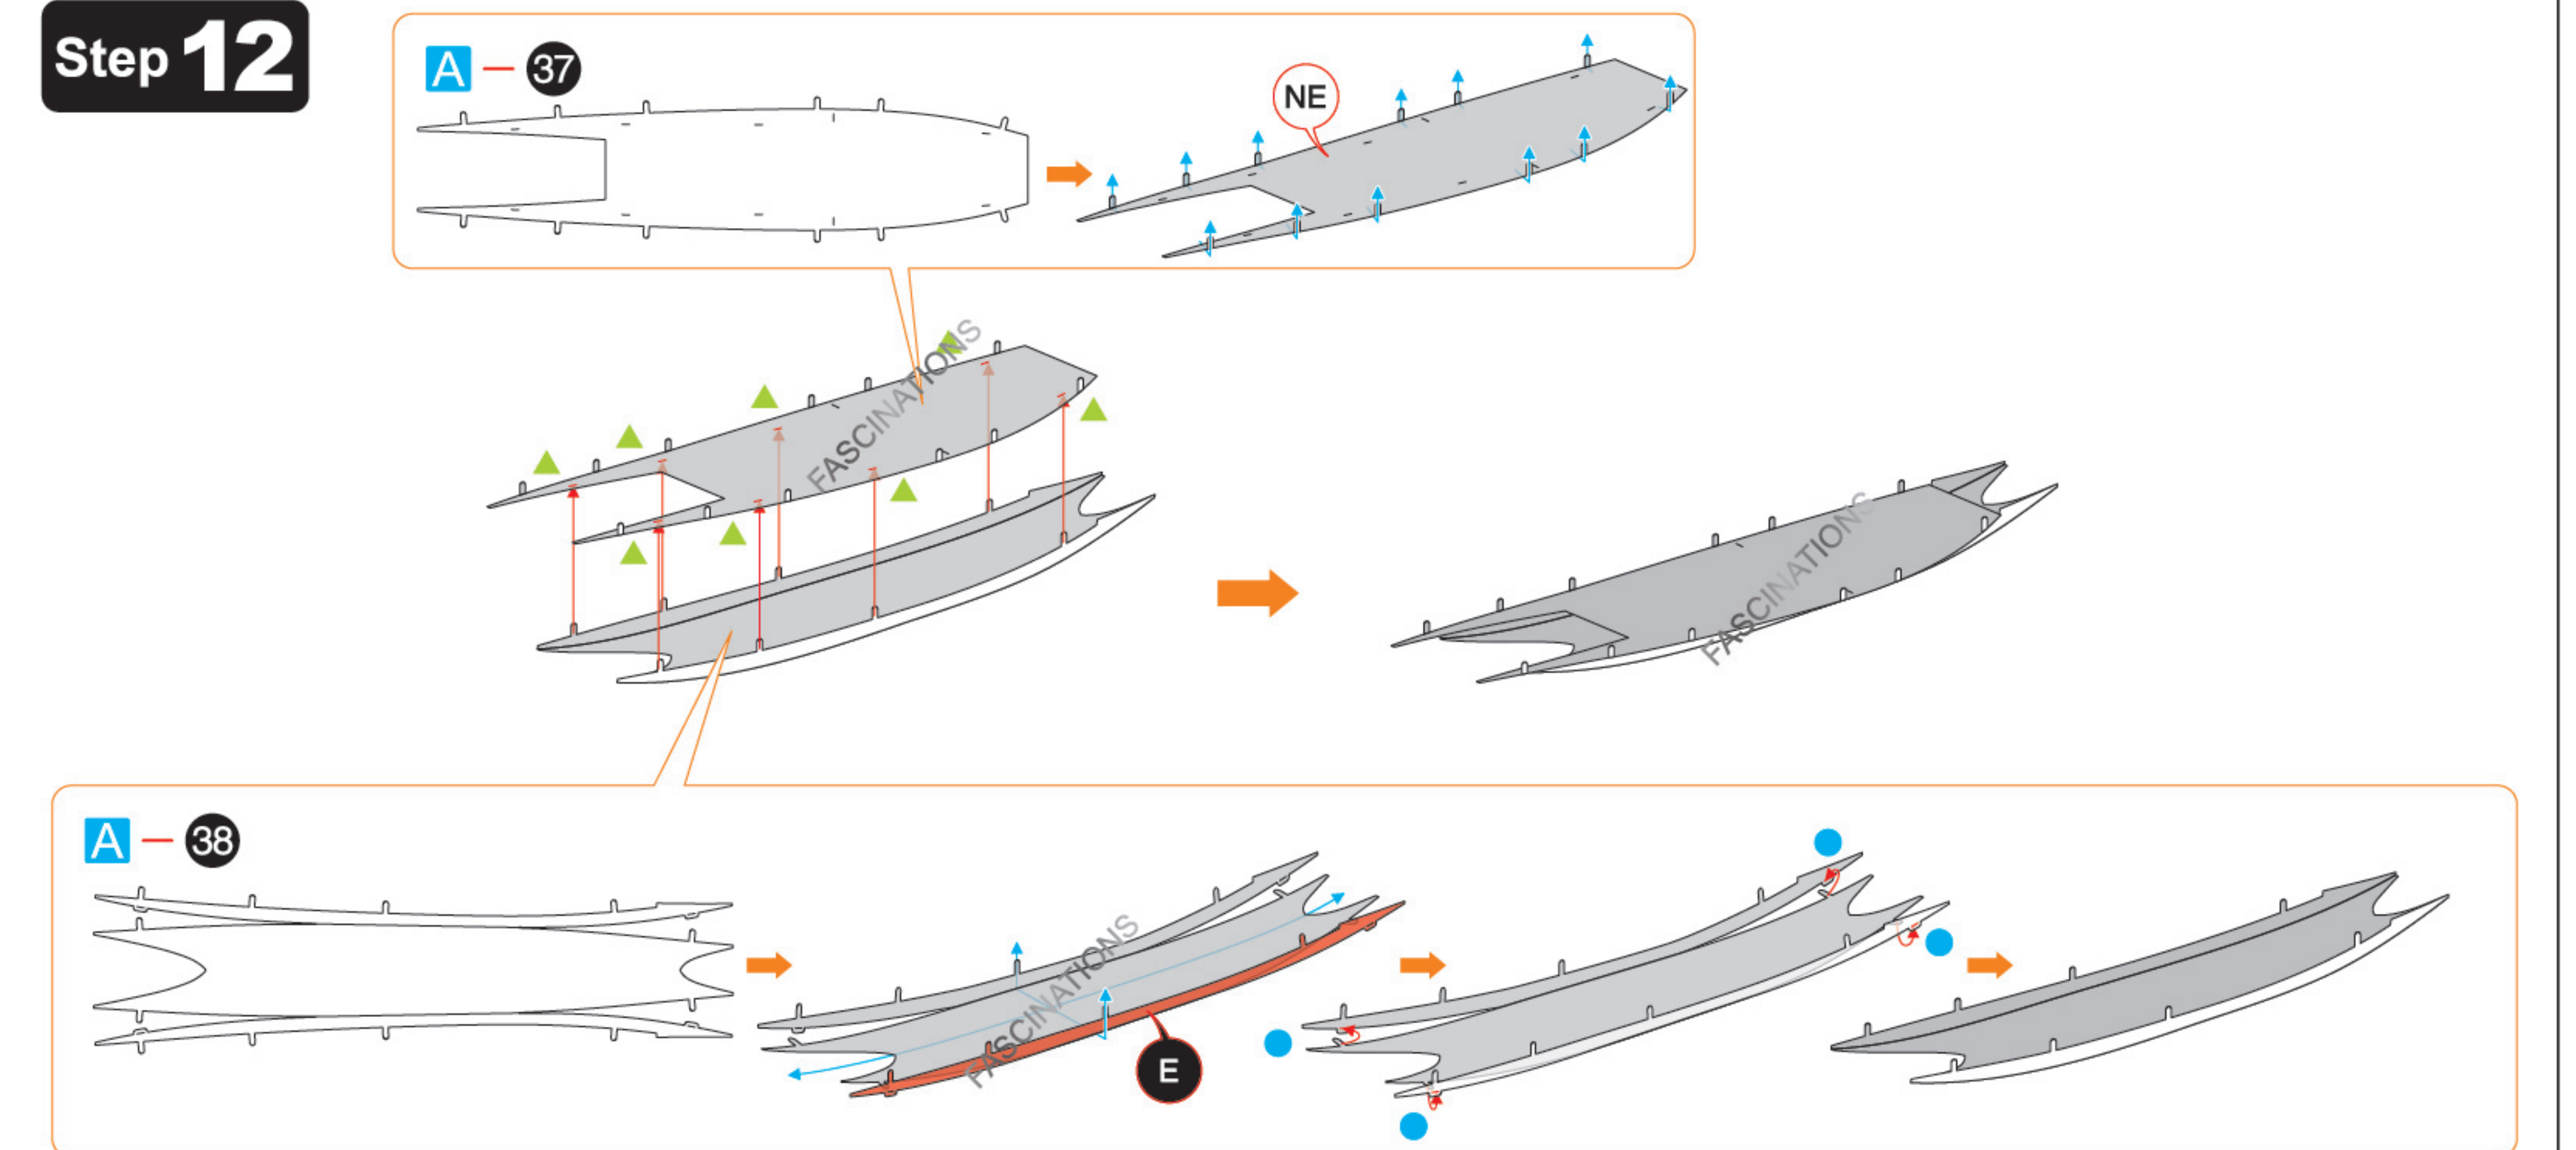 Step 12
A — 37
NE
FASCINATIONS
FASCINATIONS
A — 38
FASCINATIONS
E